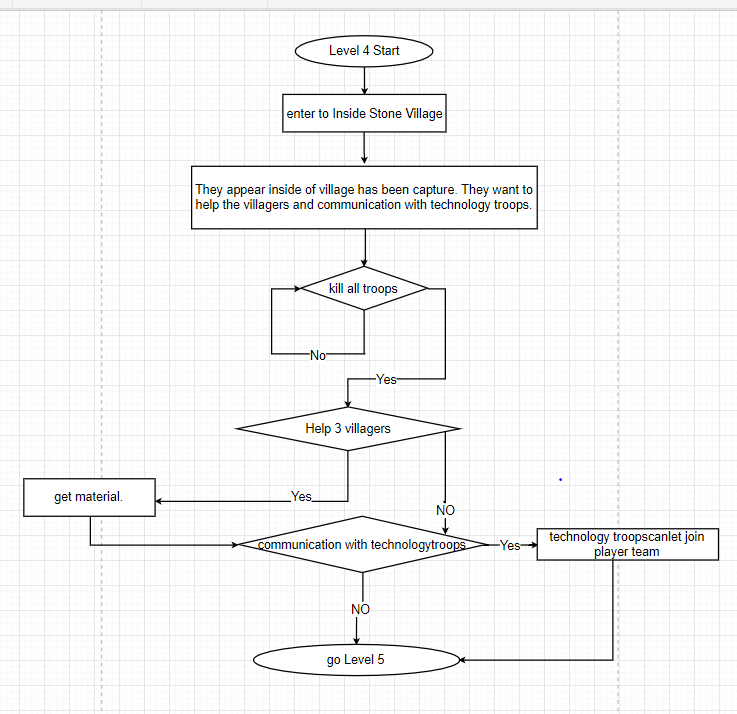 Level 4 Start
enter to Inside Stone Village
They appear inside of village has been capture. They want to
help the villagers and communication with technology troops.
kill all troops
No
Yes
Help 3 villagers
get material.
Yes
NO
communication with technologytroops
Yes
technology troopscanlet join
player team
NO
go Level 5